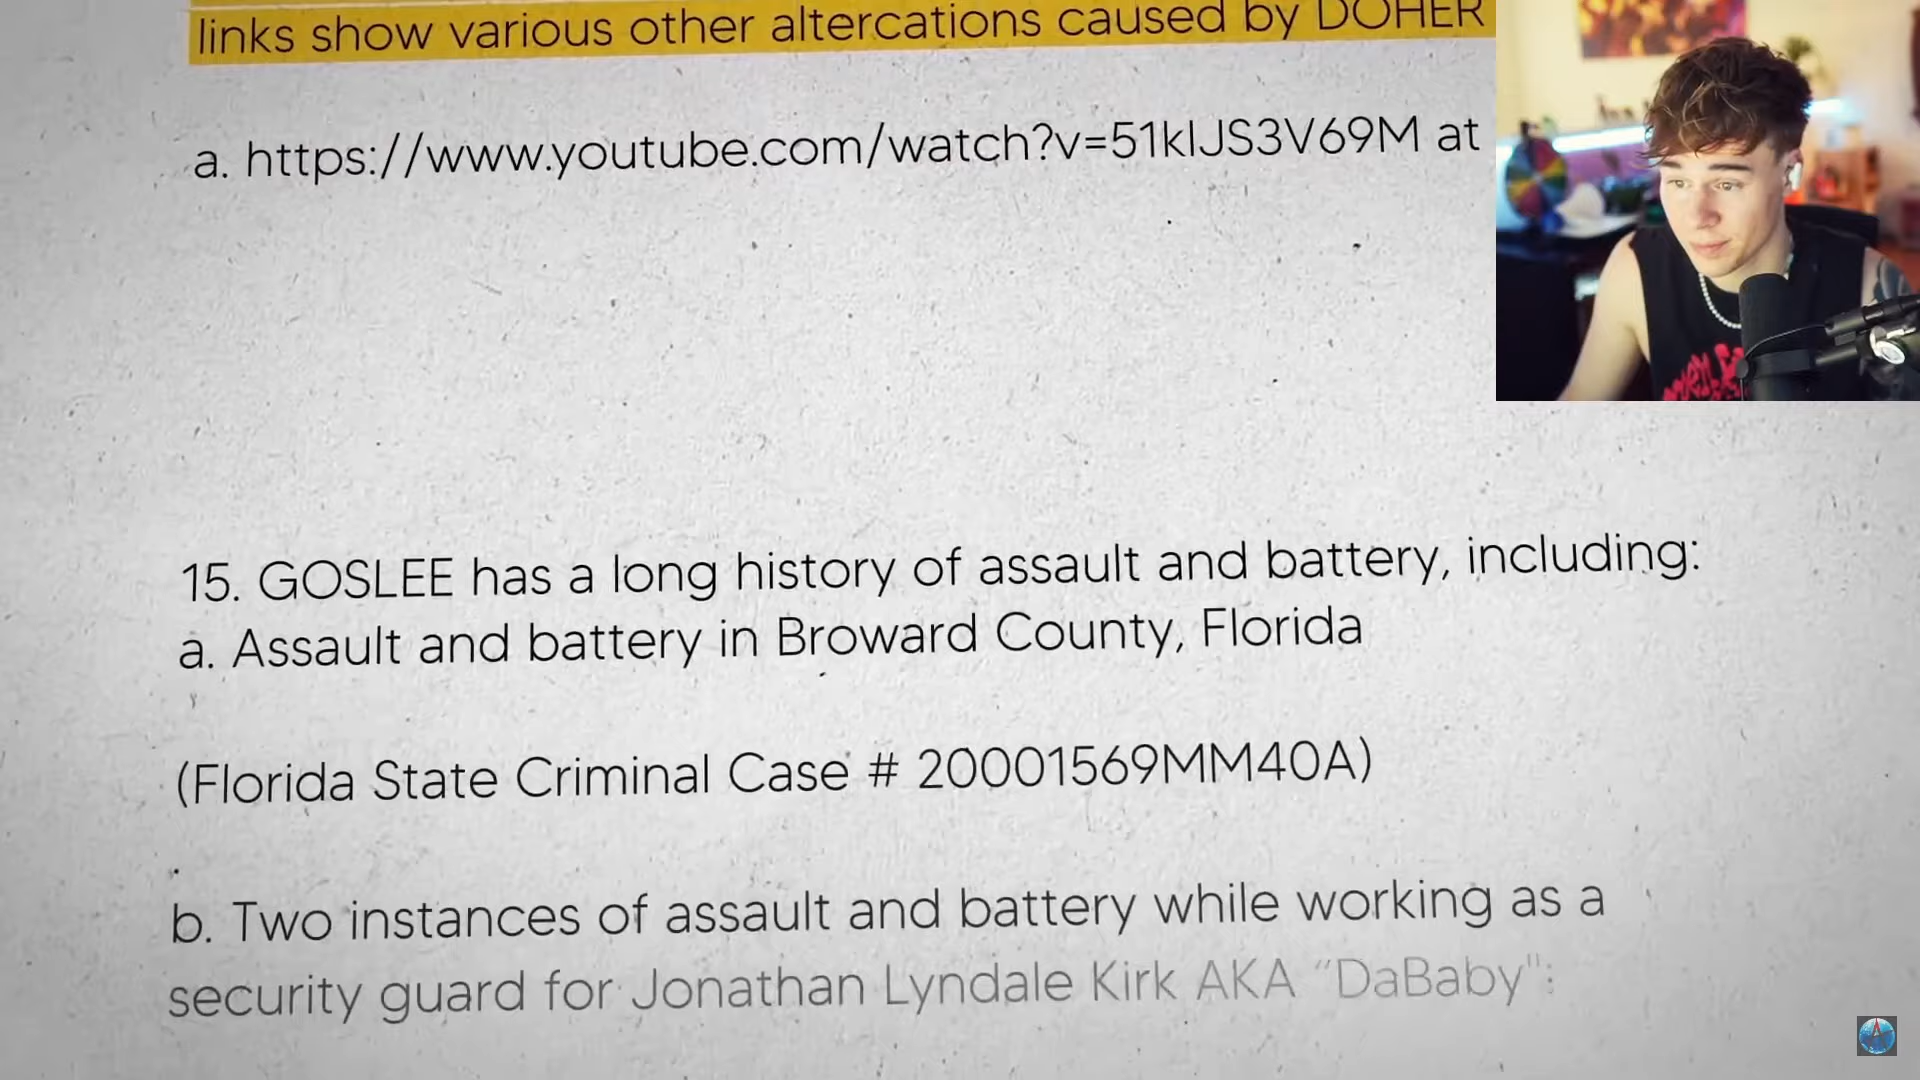 links show various other altercations caused by DOHER
a. https://www.youtube.com/watch?v=51klJS3V69M at
15. GOSLEE has a long history of assault and battery, including:
a. Assault and battery in Broward County, Florida
(Florida State Criminal Case # 20001569MM40A)
b. Two instances of assault and battery while working as a
security guard for Jonathan Lyndale Kirk AKA “DaBaby":